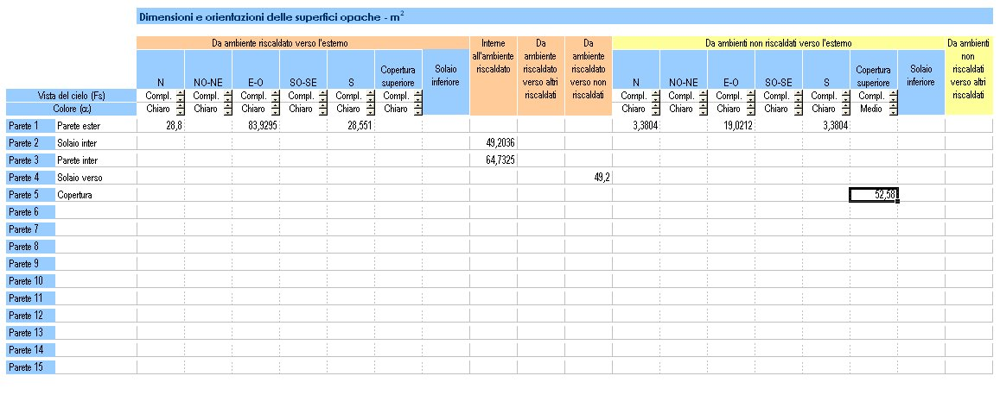 Dimensioni e orientazioni delle superfici opache - m²
Da ambiente riscaldato verso l'esterno Interne all'ambiente riscaldato Da ambiente riscaldato verso altri riscaldati Da ambiente riscaldato verso non riscaldati Da ambienti non riscaldati verso l'esterno Da ambienti non riscaldati verso altri riscaldati
N NO-NE E-O SO-SE S Copertura superiore Solaio inferiore N NO-NE E-O SO-SE S Copertura superiore Solaio inferiore
Vista del cielo (Fs) Compl. Compl. Compl. Compl. Compl. Compl. Compl. Compl. Compl. Compl. Compl. Compl.
Colore (α) Chiaro Chiaro Chiaro Chiaro Chiaro Chiaro Chiaro Chiaro Chiaro Chiaro Chiaro Medio
Parete 1 Parete ester 28,8 83,9295 28,551 3,3804 19,0212 3,3804
Parete 2 Solaio inter 49,2036
Parete 3 Parete inter 64,7325
Parete 4 Solaio verso 49,2
Parete 5 Copertura 52,58
Parete 6
Parete 7
Parete 8
Parete 9
Parete 10
Parete 11
Parete 12
Parete 13
Parete 14
Parete 15